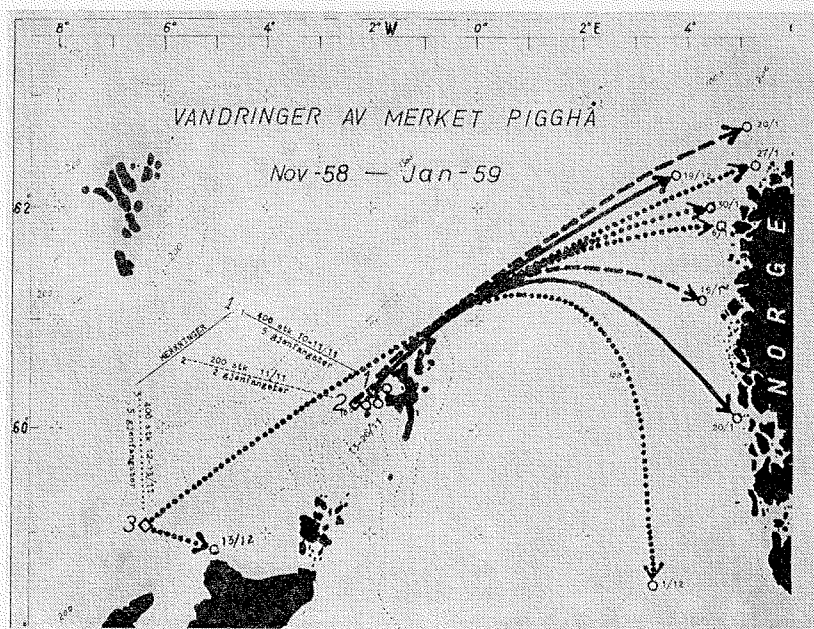 8° 6° 4° 2°W 0° 2°E 4°
VANDRINGER AV MERKET PIGGHÅ
Nov-58 — Jan-59
62°
60°
20/1
27/1
19/12
30/1
15/1
20/1
1/12
13/12
200
MERKNINGER
1
400 stk 10-13/11
5 gjenfangster
2
200 stk 11/11
2 gjenfangster
3
400 stk 12-13/11
5 gjenfangster
1
2
3
NORGE
200